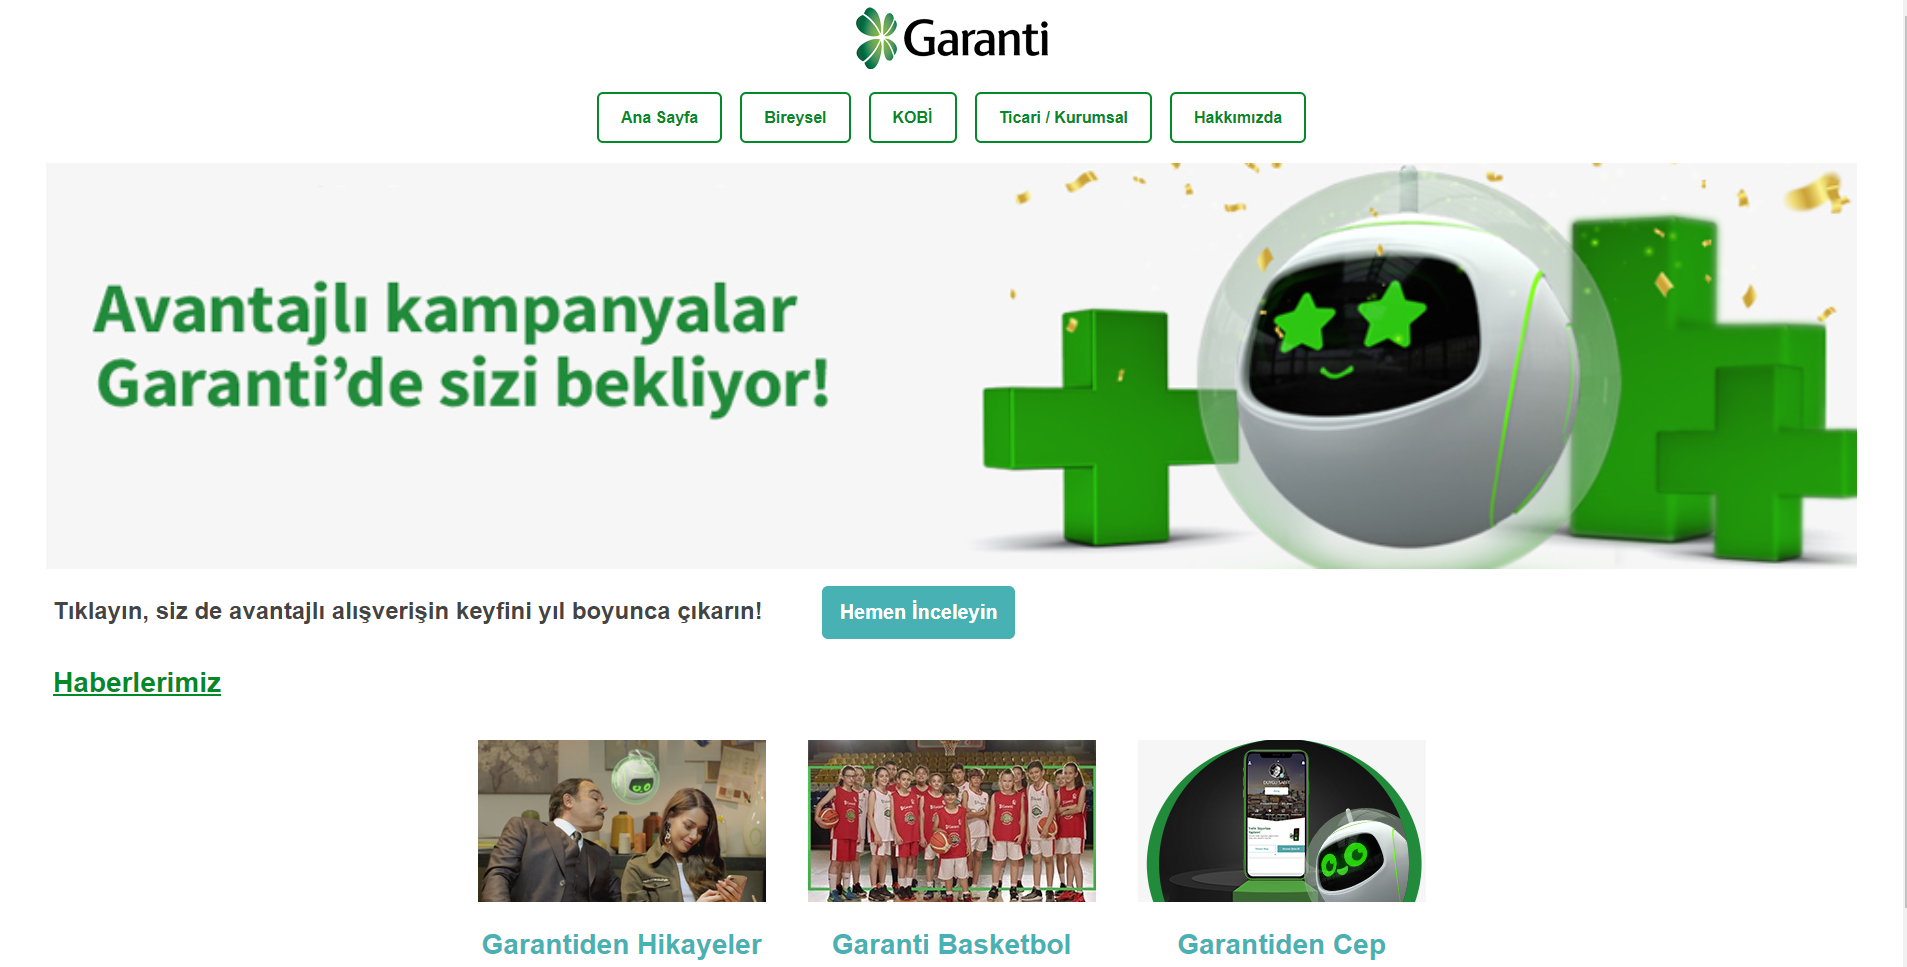 Garanti
Ana Sayfa
Bireysel
KOBİ
Ticari / Kurumsal
Hakkımızda
Avantajlı kampanyalar
Garanti'de sizi bekliyor!
Tıklayın, siz de avantajlı alışverişin keyfini yıl boyunca çıkarın!
Hemen İnceleyin
Haberlerimiz
Garantiden Hikayeler
Garanti Basketbol
Garantiden Cep